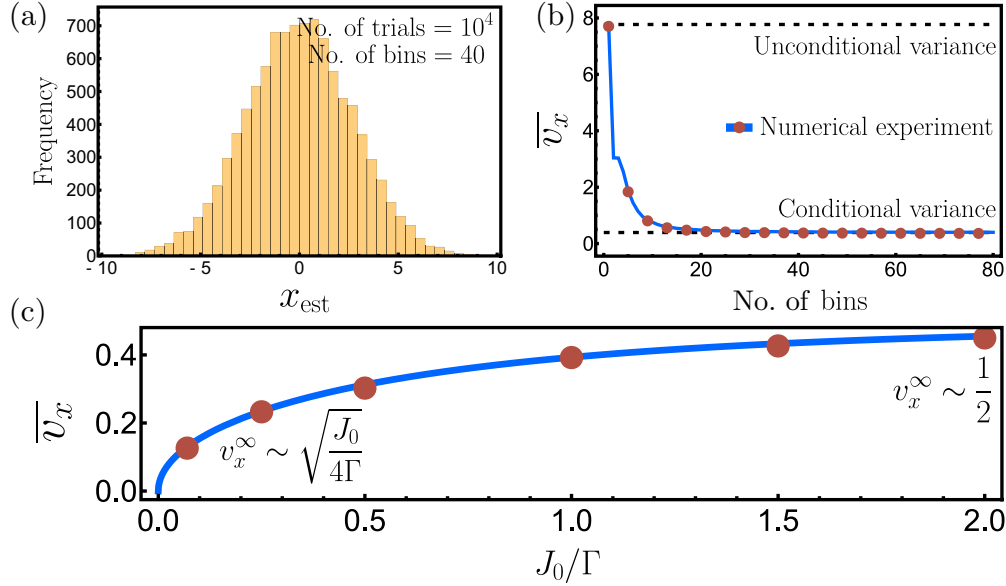 (a)
No. of trials = 10^4
No. of bins = 40
Frequency
700
600
500
400
300
200
100
0
-10
-5
0
5
10
x_est
(b)
8
6
4
2
0
\overline{v_x}
Unconditional variance
Numerical experiment
Conditional variance
0
20
40
60
80
No. of bins
(c)
0.4
0.2
0.0
\overline{v_x}
v_x^∞ ∼ \sqrt{\frac{J_0}{4Γ}}
v_x^∞ ∼ \frac{1}{2}
0.0
0.5
1.0
1.5
2.0
J_0/Γ